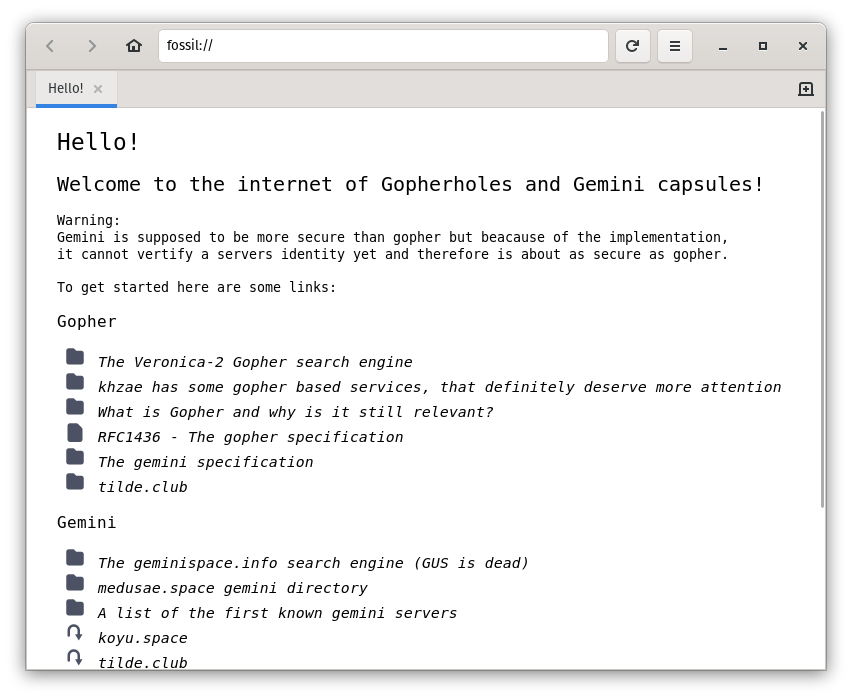 fossil://
Hello!
Hello!
Welcome to the internet of Gopherholes and Gemini capsules!
Warning:
Gemini is supposed to be more secure than gopher but beacause of the implementation,
it cannot vertify a servers identity yet and therefore is about as secure as gopher.
To get started here are some links:
Gopher
The Veronica-2 Gopher search engine
khzae has some gopher based services, that definitely deserve more attention
What is Gopher and why is it still relevant?
RFC1436 - The gopher specification
The gemini specification
tilde.club
Gemini
The geminispace.info search engine (GUS is dead)
medusae.space gemini directory
A list of the first known gemini servers
koyu.space
tilde.club